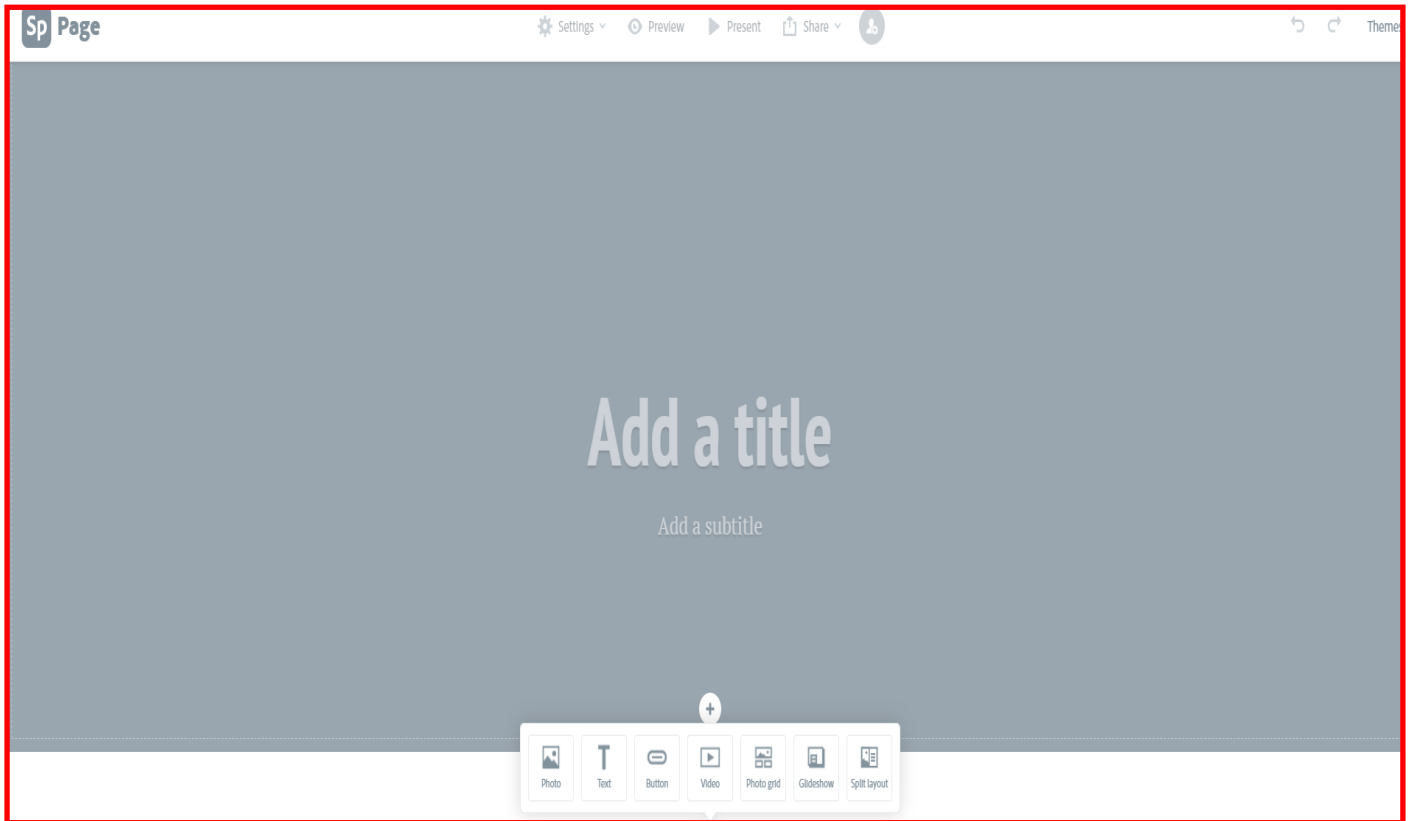 Sp Page Settings Preview Present Share Themes
Add a title
Add a subtitle
Photo Text Button Video Photo grid Glideshow Split layout